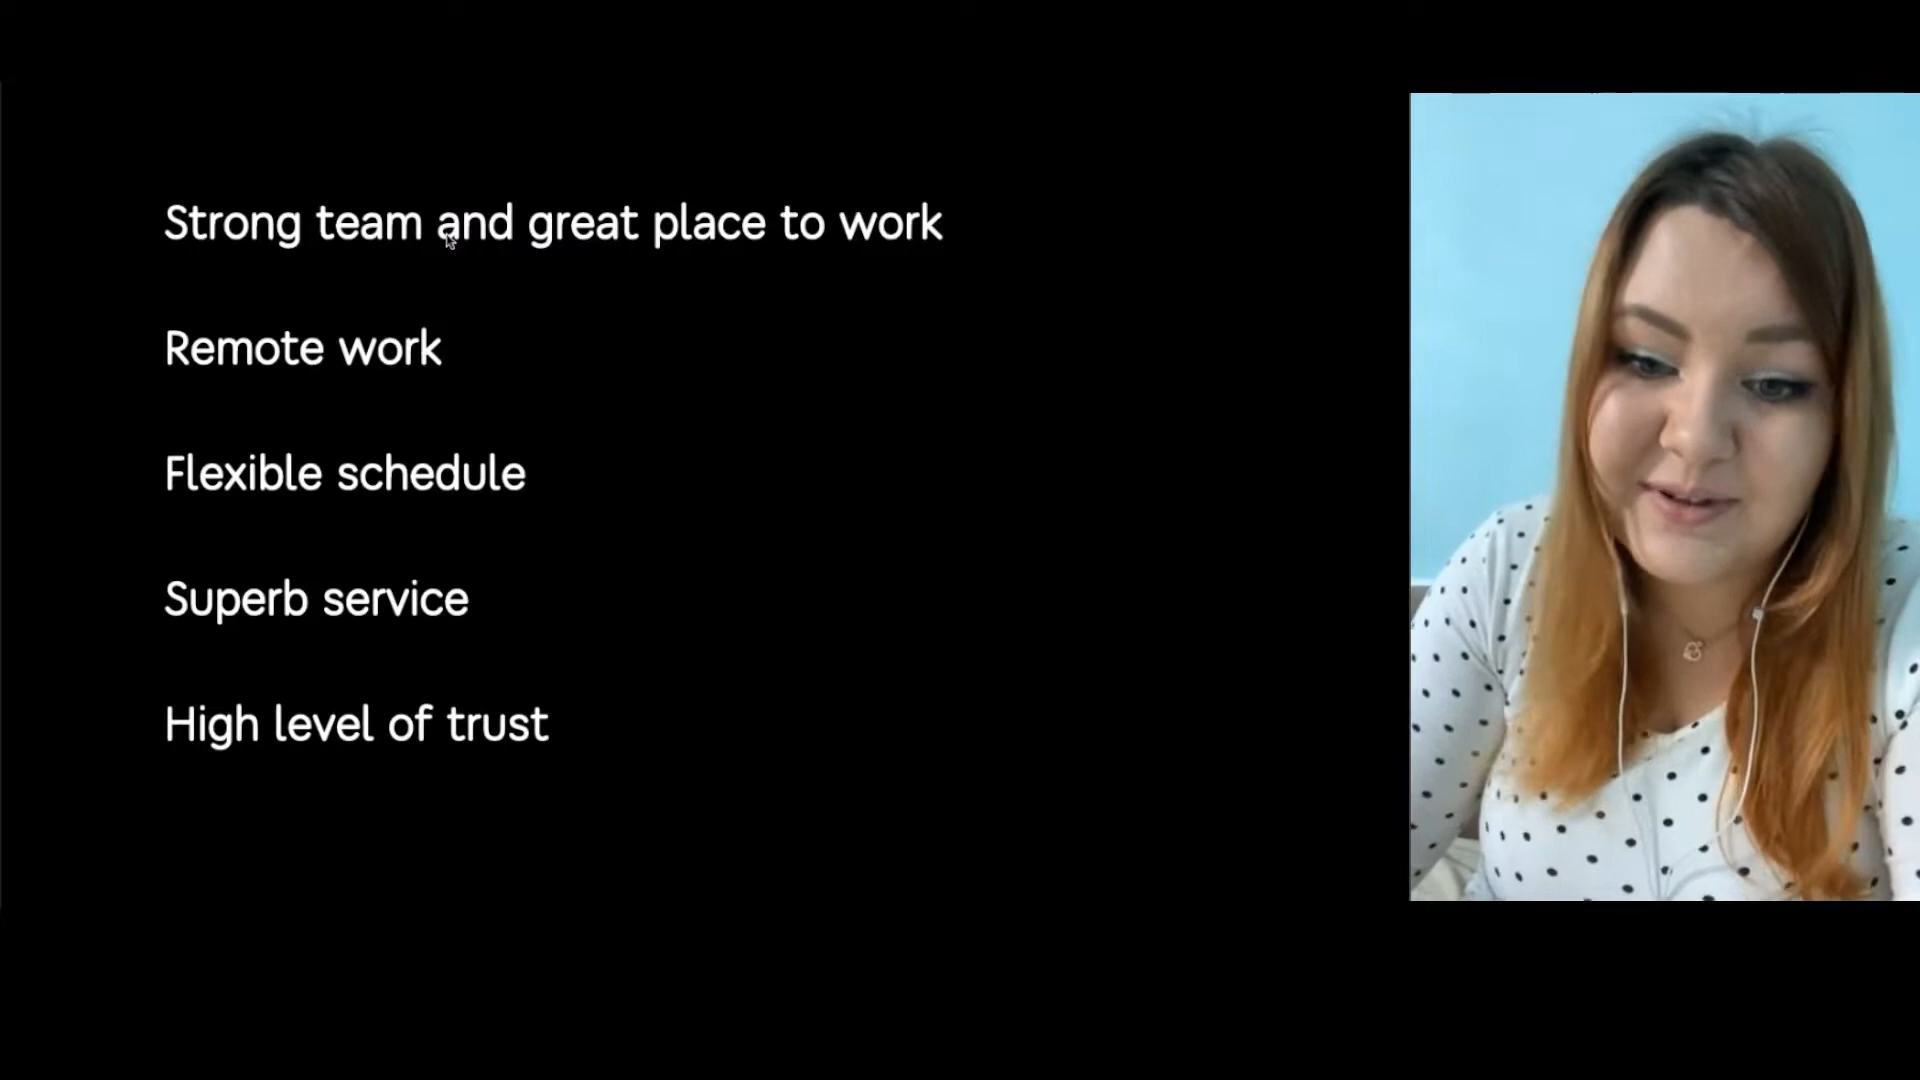 Strong team and great place to work
Remote work
Flexible schedule
Superb service
High level of trust